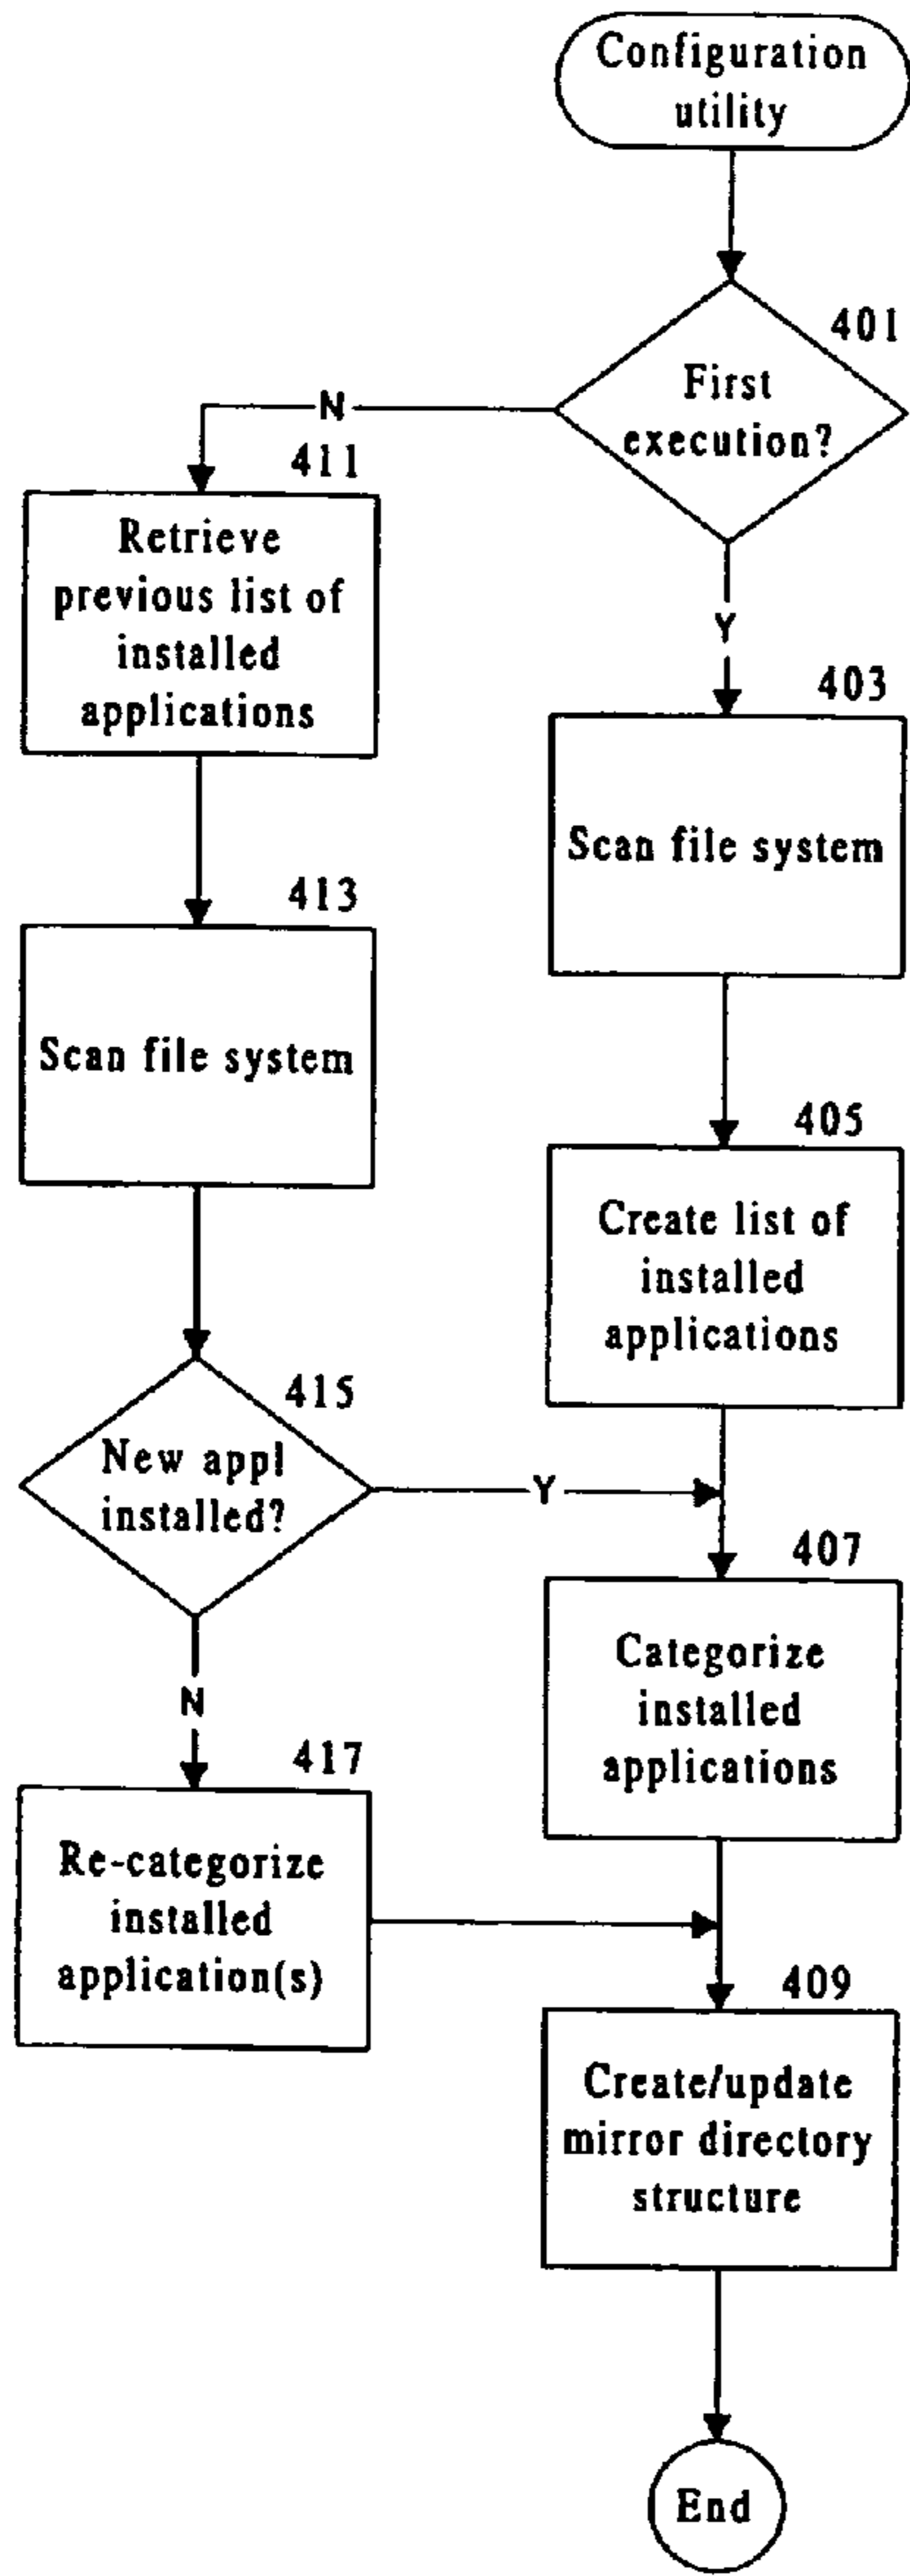 Configuration
utility
401
First
execution?
N
Y
411
Retrieve
previous list of
installed
applications
403
Scan file system
413
Scan file system
405
Create list of
installed
applications
415
New appl
installed?
Y
N
407
Categorize
installed
applications
417
Re-categorize
installed
application(s)
409
Create/update
mirror directory
structure
End